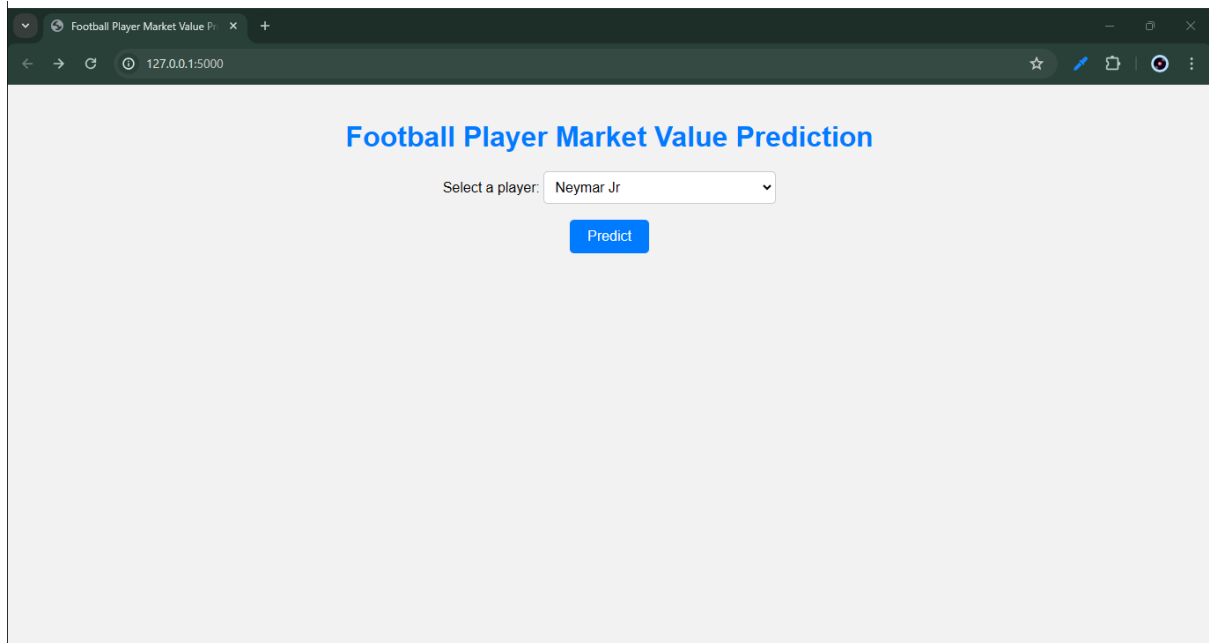 Football Player Market Value Pr
127.0.0.1:5000
Football Player Market Value Prediction
Select a player: Neymar Jr
Predict